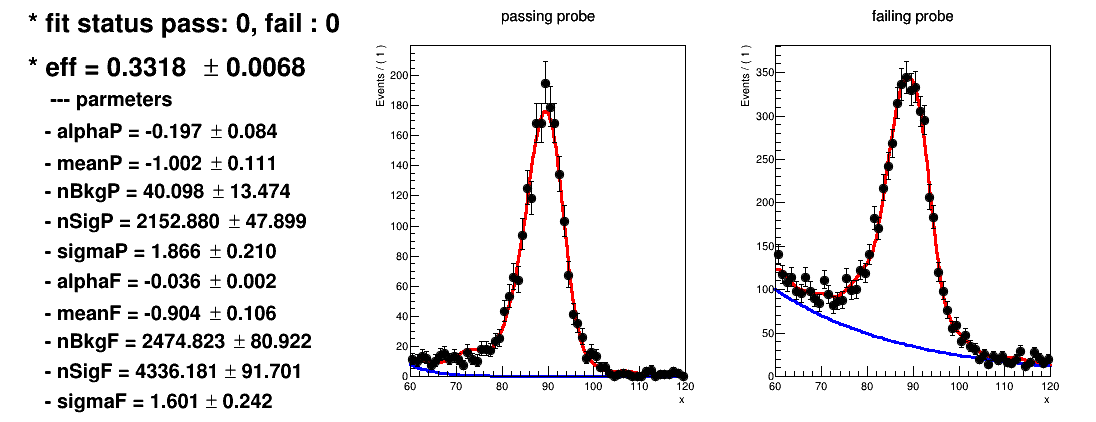 * fit status pass: 0, fail : 0
* eff = 0.3318 ± 0.0068
--- parmeters
- alphaP = -0.197 ± 0.084
- meanP = -1.002 ± 0.111
- nBkgP = 40.098 ± 13.474
- nSigP = 2152.880 ± 47.899
- sigmaP = 1.866 ± 0.210
- alphaF = -0.036 ± 0.002
- meanF = -0.904 ± 0.106
- nBkgF = 2474.823 ± 80.922
- nSigF = 4336.181 ± 91.701
- sigmaF = 1.601 ± 0.242
passing probe
Events / ( 1 )
200
180
160
140
120
100
80
60
40
20
0
60 70 80 90 100 110 120
x
failing probe
Events / ( 1 )
350
300
250
200
150
100
50
0
60 70 80 90 100 110 120
x